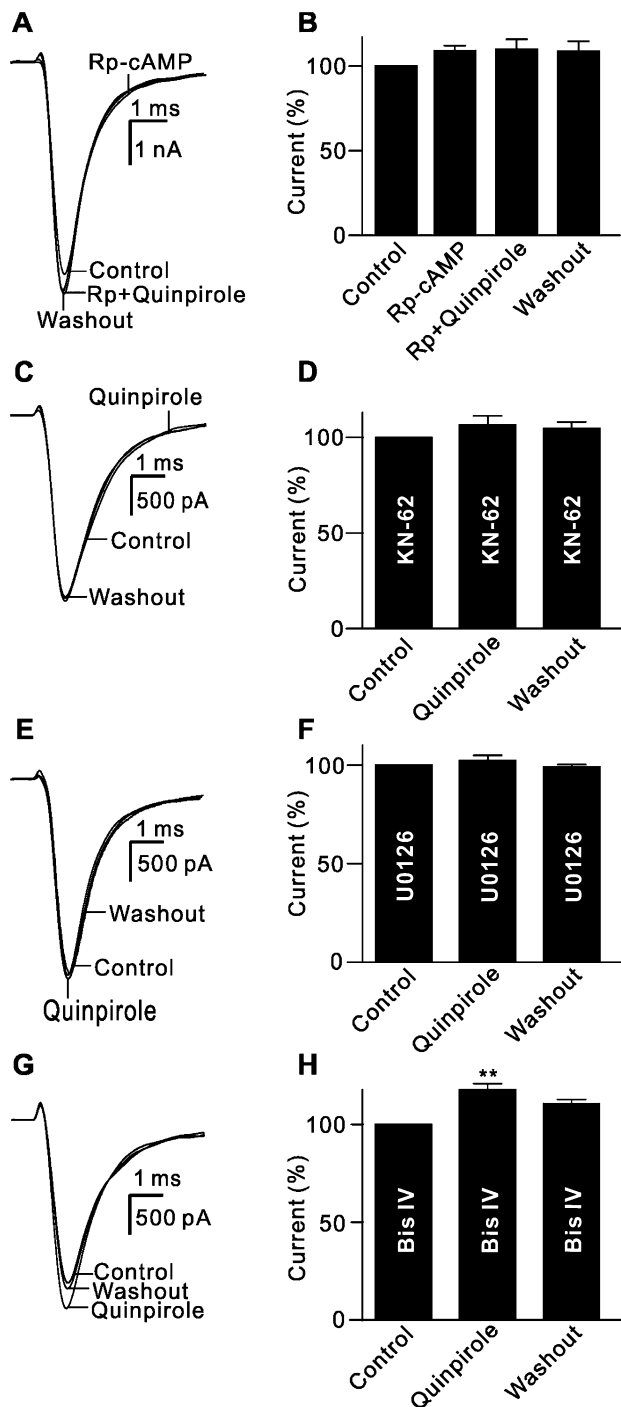 A
Rp-cAMP
1 ms
1 nA
Control
Rp+Quinpirole
Washout
B
Current (%)
100
50
0
Control
Rp-cAMP
Rp+Quinpirole
Washout
C
Quinpirole
1 ms
500 pA
Control
Washout
D
Current (%)
100
50
0
KN-62
KN-62
KN-62
Control
Quinpirole
Washout
E
1 ms
500 pA
Washout
Control
Quinpirole
F
Current (%)
100
50
0
U0126
U0126
U0126
Control
Quinpirole
Washout
G
1 ms
500 pA
Control
Washout
Quinpirole
H
Current (%)
100
50
0
**
Bis IV
Bis IV
Bis IV
Control
Quinpirole
Washout